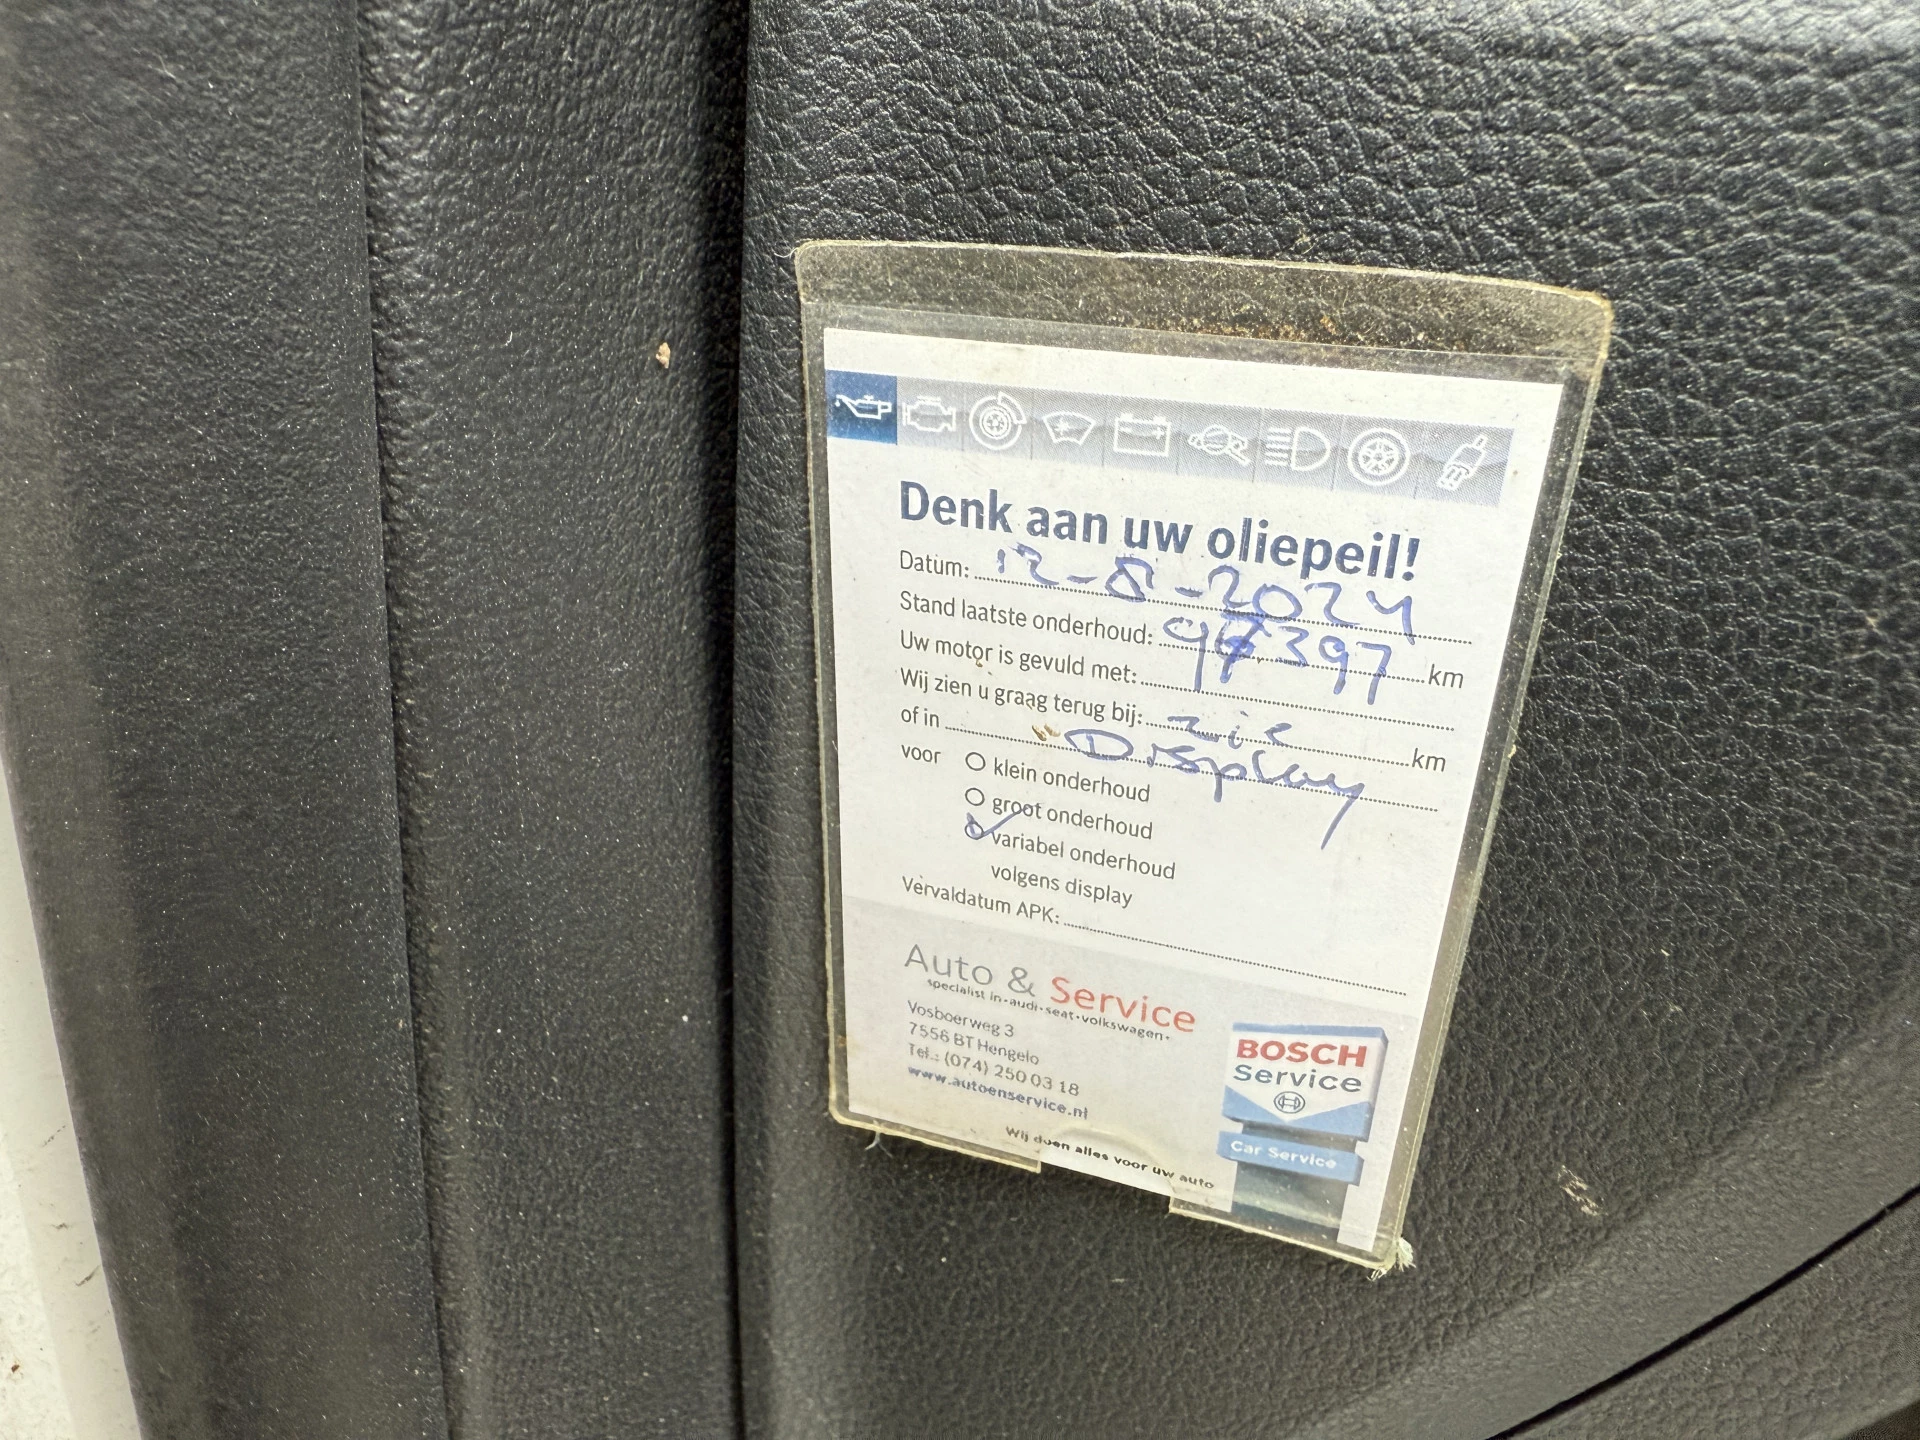 Denk aan uw oliepeil!
Datum: 12-8-2024
Stand laatste onderhoud: 97397 km
Uw motor is gevuld met:
Wij zien u graag terug bij: zie km
of in Display
voor klein onderhoud
groot onderhoud
variabel onderhoud
volgens display
Vervaldatum APK:
Auto & Service
specialist in•audi•seat•volkswagen•
Vosboerweg 3
7556 BT Hengelo
Tel.: (074) 250 03 18
www.autoenservice.nl
Wij doen alles voor uw auto
BOSCH
Service
Car Service